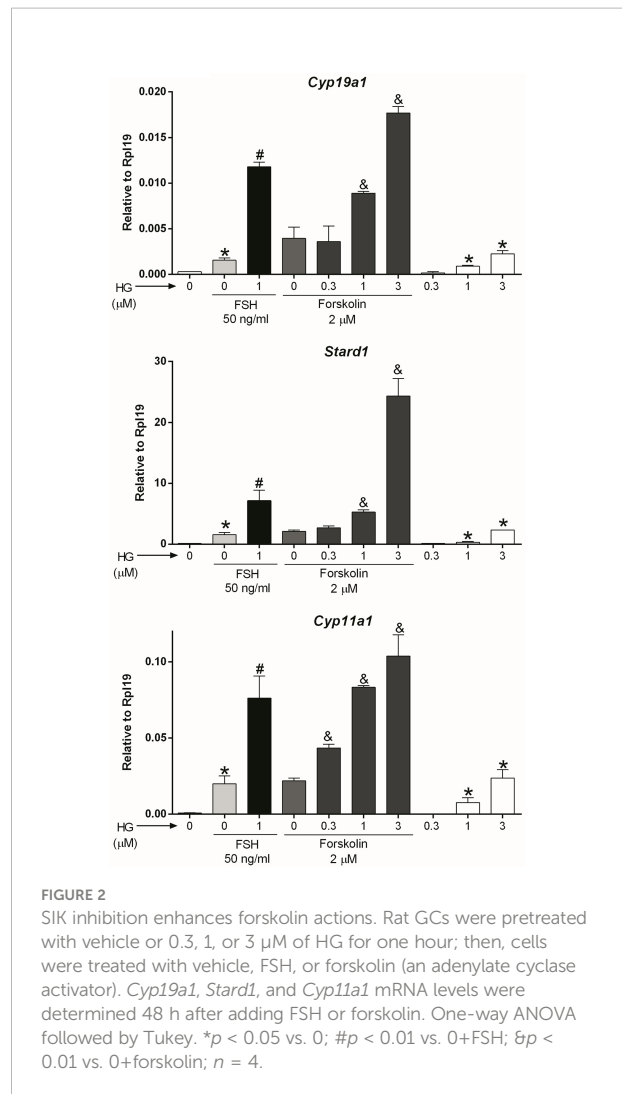 Cyp19a1
Relative to Rpl19
0.020
0.015
0.010
0.005
0.000
* # & & * *
HG (μM)
0 0 1 0 0.3 1 3 0.3 1 3
FSH
50 ng/ml
Forskolin
2 μM
Stard1
Relative to Rpl19
30
20
10
0
* # & & * *
HG (μM)
0 0 1 0 0.3 1 3 0.3 1 3
FSH
50 ng/ml
Forskolin
2 μM
Cyp11a1
Relative to Rpl19
0.10
0.05
0.00
* # & & & * *
HG (μM)
0 0 1 0 0.3 1 3 0.3 1 3
FSH
50 ng/ml
Forskolin
2 μM
FIGURE 2
SIK inhibition enhances forskolin actions. Rat GCs were pretreated
with vehicle or 0.3, 1, or 3 μM of HG for one hour; then, cells
were treated with vehicle, FSH, or forskolin (an adenylate cyclase
activator). Cyp19a1, Stard1, and Cyp11a1 mRNA levels were
determined 48 h after adding FSH or forskolin. One-way ANOVA
followed by Tukey. *p < 0.05 vs. 0; #p < 0.01 vs. 0+FSH; &p <
0.01 vs. 0+forskolin; n = 4.